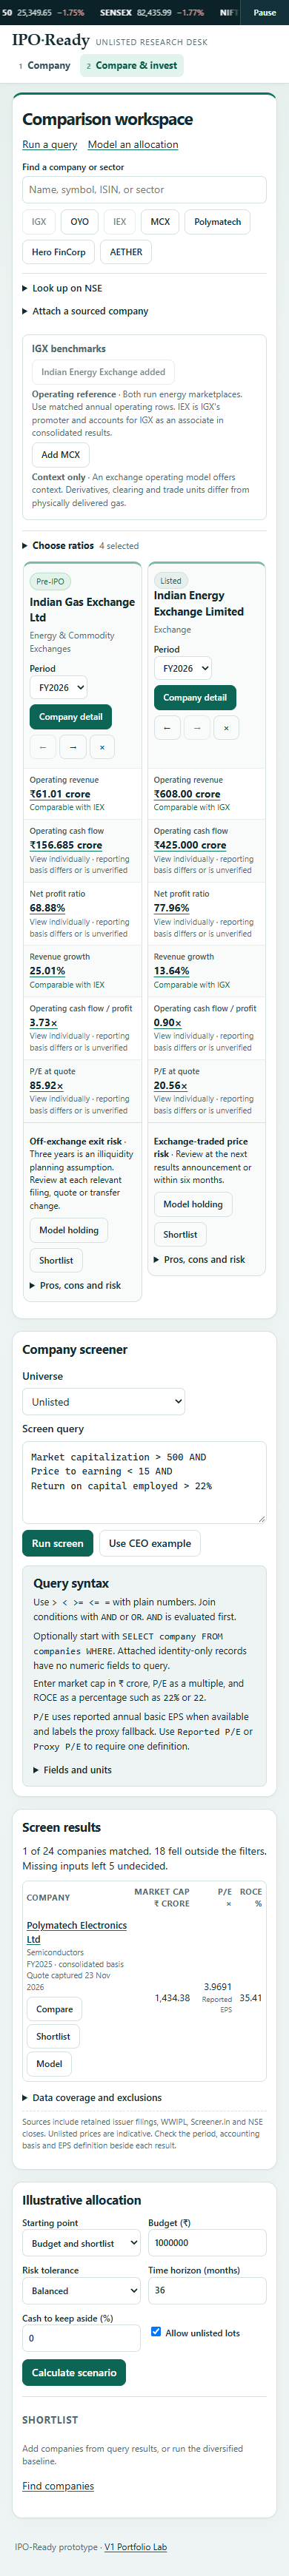 50 25,349.65 −1.75% SENSEX 82,435.99 −1.77% NIFT Pause
IPO·Ready UNLISTED RESEARCH DESK
1 Company 2 Compare & invest
Comparison workspace
Run a query Model an allocation
Find a company or sector
Name, symbol, ISIN, or sector
IGX OYO IEX MCX Polymatech
Hero FinCorp AETHER
▶ Look up on NSE
▶ Attach a sourced company
IGX benchmarks
Indian Energy Exchange added
Operating reference · Both run energy marketplaces.
Use matched annual operating rows. IEX is IGX's
promoter and accounts for IGX as an associate in
consolidated results.
Add MCX
Context only · An exchange operating model offers
context. Derivatives, clearing and trade units differ from
physically delivered gas.
▶ Choose ratios 4 selected
Pre-IPO
Indian Gas Exchange
Ltd
Energy & Commodity
Exchanges
Period
FY2026
Company detail
← → ×
Operating revenue
₹61.01 crore
Comparable with IEX
Operating cash flow
₹156.685 crore
View individually · reporting
basis differs or is unverified
Net profit ratio
68.88%
View individually · reporting
basis differs or is unverified
Revenue growth
25.01%
Comparable with IEX
Operating cash flow / profit
3.73×
View individually · reporting
basis differs or is unverified
P/E at quote
85.92×
View individually · reporting
basis differs or is unverified
Off-exchange exit risk ·
Three years is an illiquidity
planning assumption.
Review at each relevant
filing, quote or transfer
change.
Model holding
Shortlist
▶ Pros, cons and risk
Listed
Indian Energy
Exchange Limited
Exchange
Period
FY2026
Company detail
← → ×
Operating revenue
₹608.00 crore
Comparable with IGX
Operating cash flow
₹425.000 crore
View individually · reporting
basis differs or is unverified
Net profit ratio
77.96%
View individually · reporting
basis differs or is unverified
Revenue growth
13.64%
Comparable with IGX
Operating cash flow / profit
0.90×
View individually · reporting
basis differs or is unverified
P/E at quote
20.56×
View individually · reporting
basis differs or is unverified
Exchange-traded price
risk · Review at the next
results announcement or
within six months.
Model holding
Shortlist
▶ Pros, cons and risk
Company screener
Universe
Unlisted
Screen query
Market capitalization > 500 AND
Price to earning < 15 AND
Return on capital employed > 22%
Run screen Use CEO example
Query syntax
Use > < >= <= = with plain numbers. Join
conditions with AND or OR. AND is evaluated first.
Optionally start with SELECT company FROM
companies WHERE. Attached identity-only records
have no numeric fields to query.
Enter market cap in ₹ crore, P/E as a multiple, and
ROCE as a percentage such as 22% or 22.
P/E uses reported annual basic EPS when available
and labels the proxy fallback. Use Reported P/E or
Proxy P/E to require one definition.
▶ Fields and units
Screen results
1 of 24 companies matched. 18 fell outside the filters.
Missing inputs left 5 undecided.
COMPANY MARKET CAP ₹ CRORE P/E × ROCE %
Polymatech Electronics
Ltd
Semiconductors
FY2025 · consolidated basis
Quote captured 23 Nov
2026
Compare
Shortlist
Model
1,434.38 3.9691 Reported EPS 35.41
▶ Data coverage and exclusions
Sources include retained issuer filings, WWIPL, Screener.in and NSE
closes. Unlisted prices are indicative. Check the period, accounting
basis and EPS definition beside each result.
Illustrative allocation
Starting point Budget (₹)
Budget and shortlist 1000000
Risk tolerance Time horizon (months)
Balanced 36
Cash to keep aside (%)
0 Allow unlisted lots
Calculate scenario
SHORTLIST
Add companies from query results, or run the diversified
baseline.
Find companies
IPO-Ready prototype · V1 Portfolio Lab